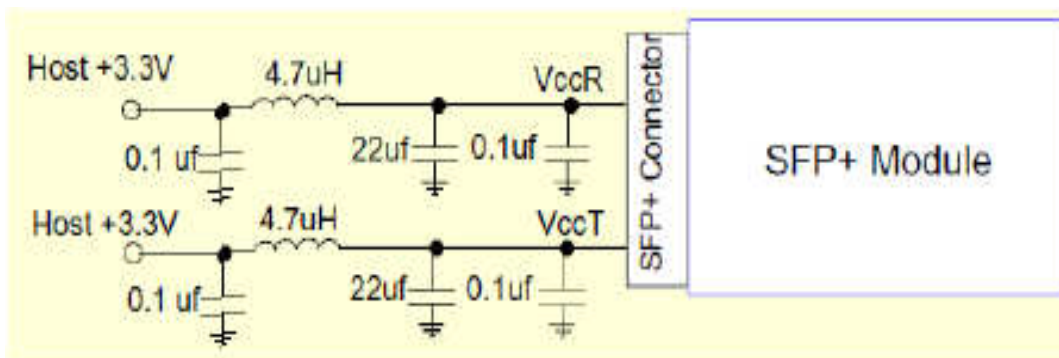 Host +3.3V
4.7uH
VccR
0.1 uf
22uf
0.1uf
Host +3.3V
4.7uH
VccT
0.1 uf
22uf
0.1uf
SFP+ Connector
SFP+ Module